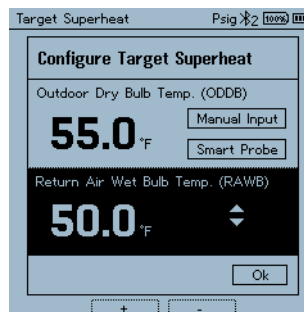 Target Superheat Psig 2 100%
Configure Target Superheat
Outdoor Dry Bulb Temp. (ODDB)
55.0 °F
Manual Input
Smart Probe
Return Air Wet Bulb Temp. (RAWB)
50.0 °F
Ok
+ -